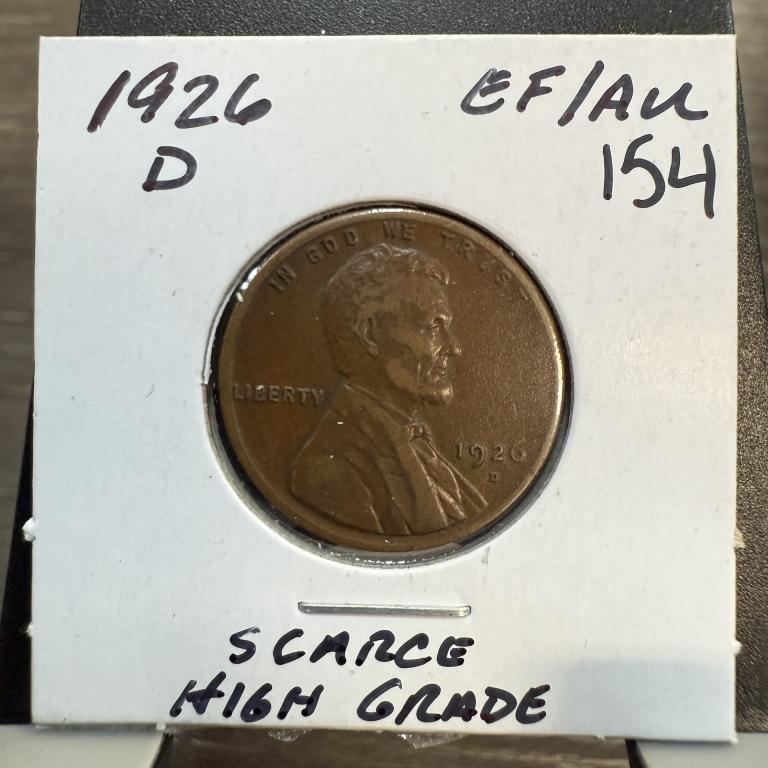 1926 EF/AU
D 154
IN GOD WE TRUST
LIBERTY
1926
D
SCARCE
HIGH GRADE